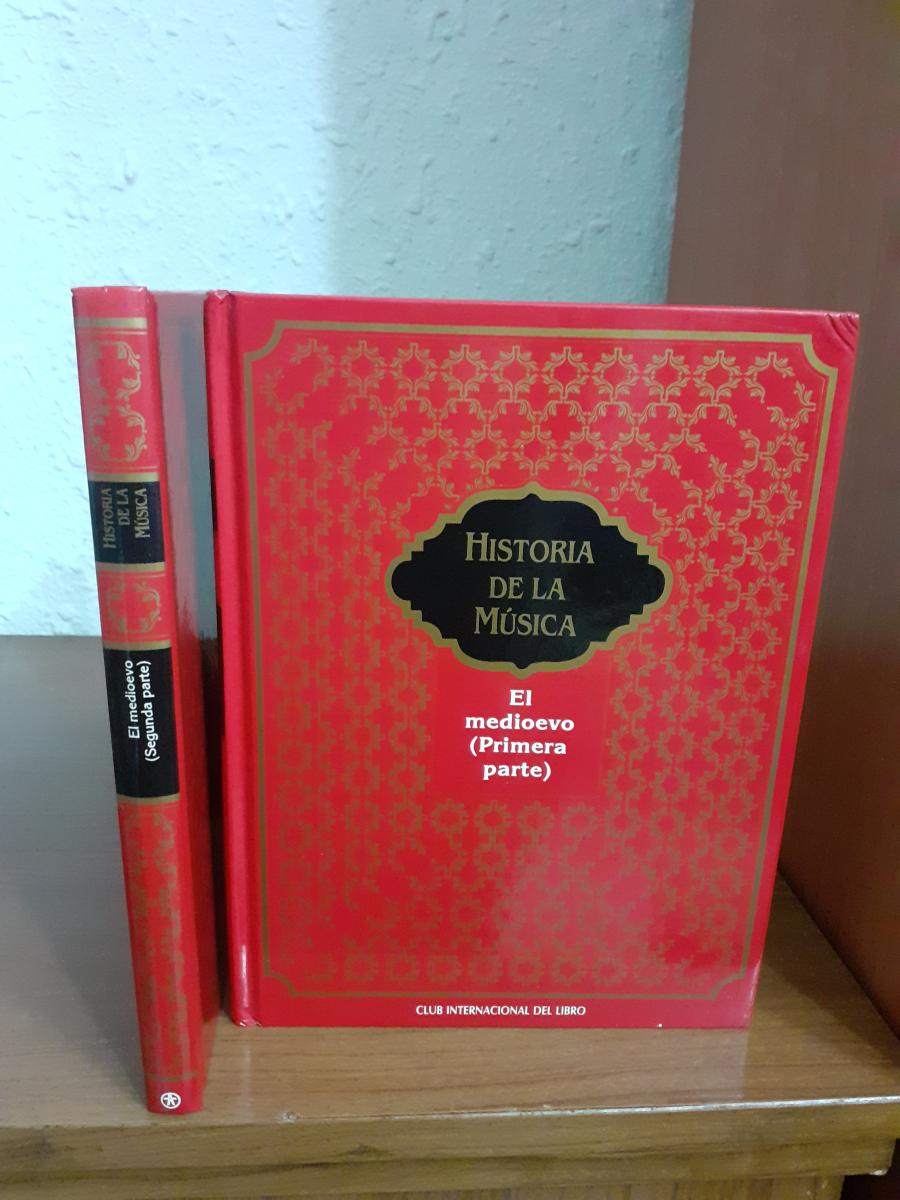 HISTORIA
DE LA
MÚSICA
El medioevo
(Segunda parte)
HISTORIA
DE LA
MÚSICA
El
medioevo
(Primera
parte)
CLUB INTERNACIONAL DEL LIBRO